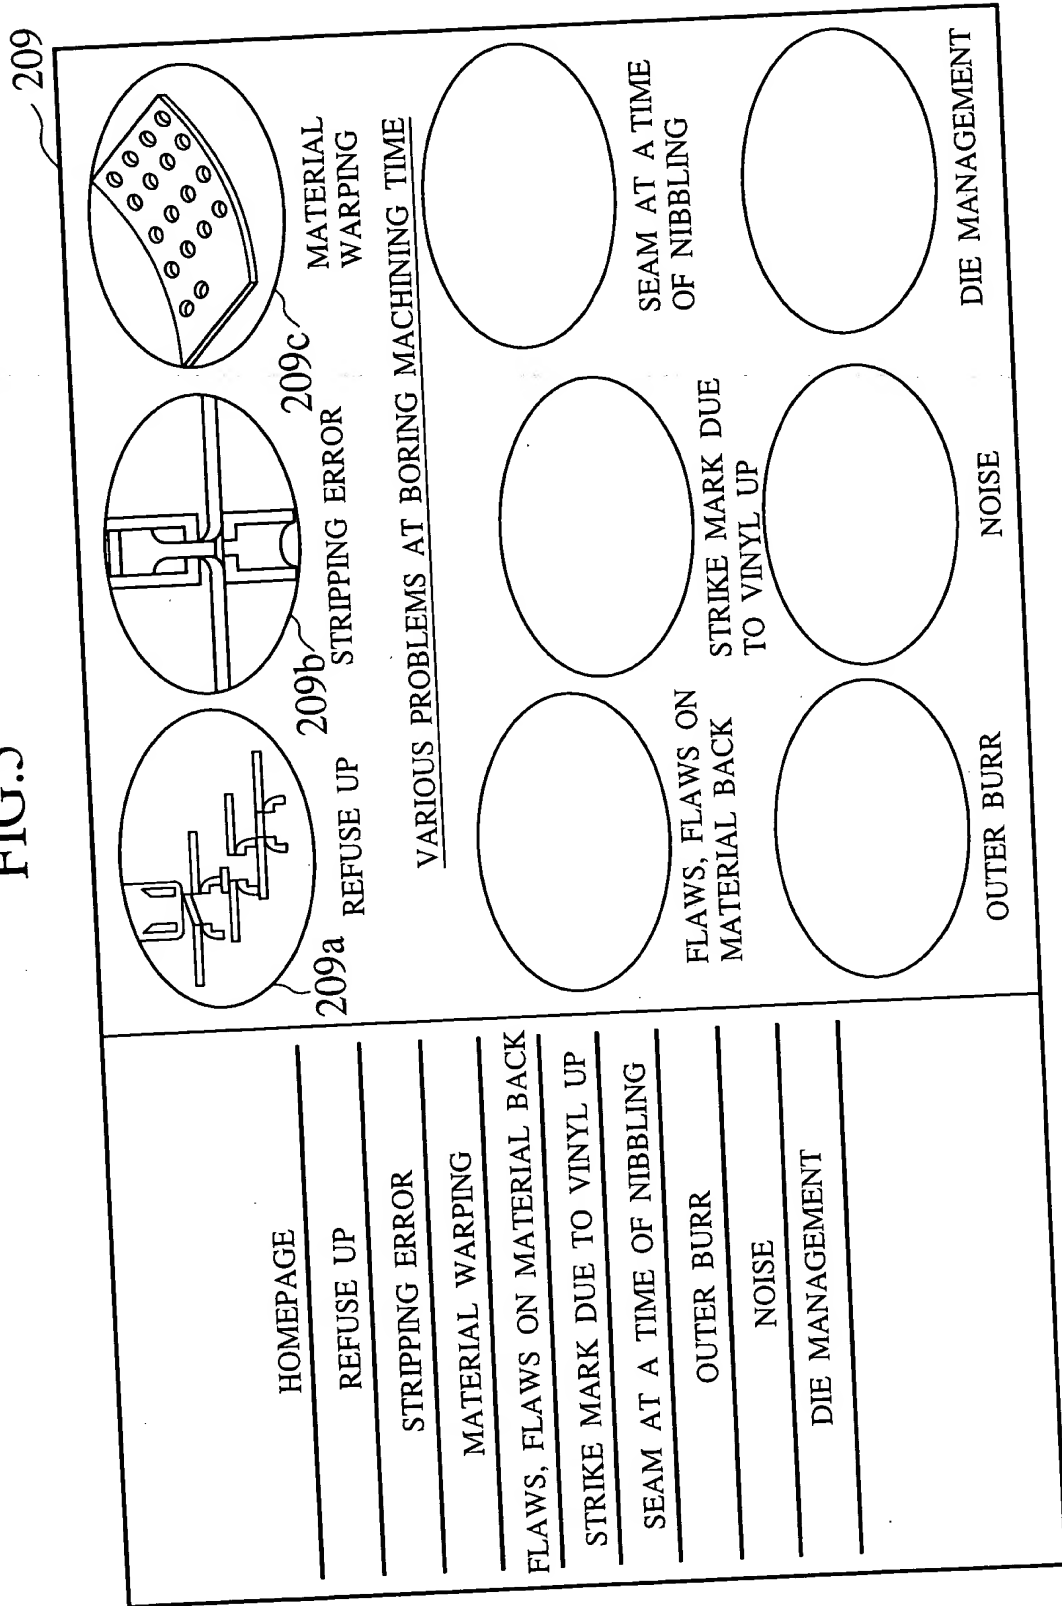 FIG.
209
HOMEPAGE
REFUSE UP
STRIPPING ERROR
MATERIAL WARPING
FLAWS, FLAWS ON MATERIAL BACK
STRIKE MARK DUE TO VINYL UP
SEAM AT A TIME OF NIBBLING
OUTER BURR
NOISE
DIE MANAGEMENT
209a
REFUSE UP
209b
STRIPPING ERROR
209c
MATERIAL
WARPING
VARIOUS PROBLEMS AT BORING MACHINING TIME
FLAWS, FLAWS ON
MATERIAL BACK
STRIKE MARK DUE
TO VINYL UP
SEAM AT A TIME
OF NIBBLING
OUTER BURR
NOISE
DIE MANAGEMENT